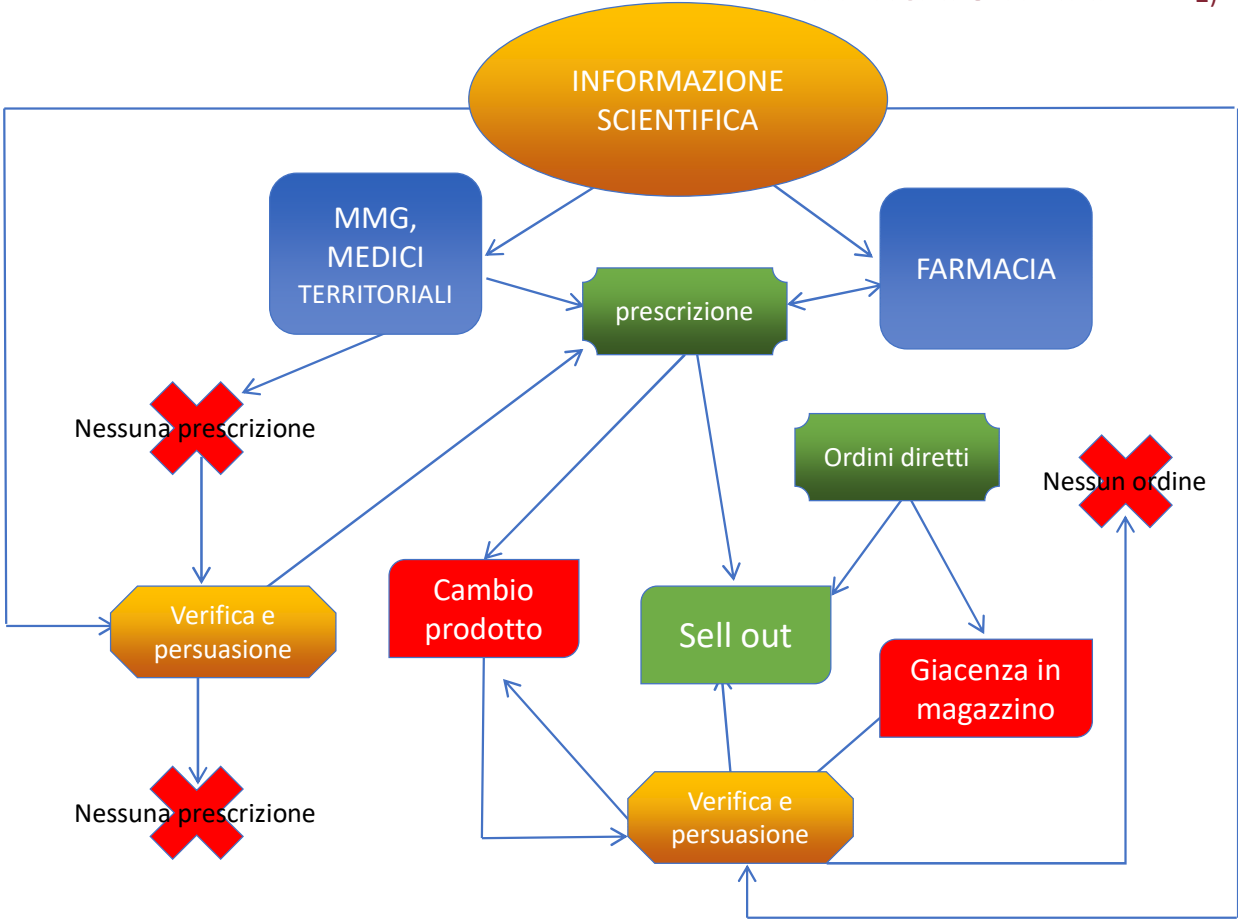 INFORMAZIONE
SCIENTIFICA
MMG,
MEDICI
TERRITORIALI
FARMACIA
prescrizione
Nessuna prescrizione
Ordini diretti
Nessun ordine
Cambio
prodotto
Sell out
Verifica e
persuasione
Giacenza in
magazzino
Nessuna prescrizione
Verifica e
persuasione